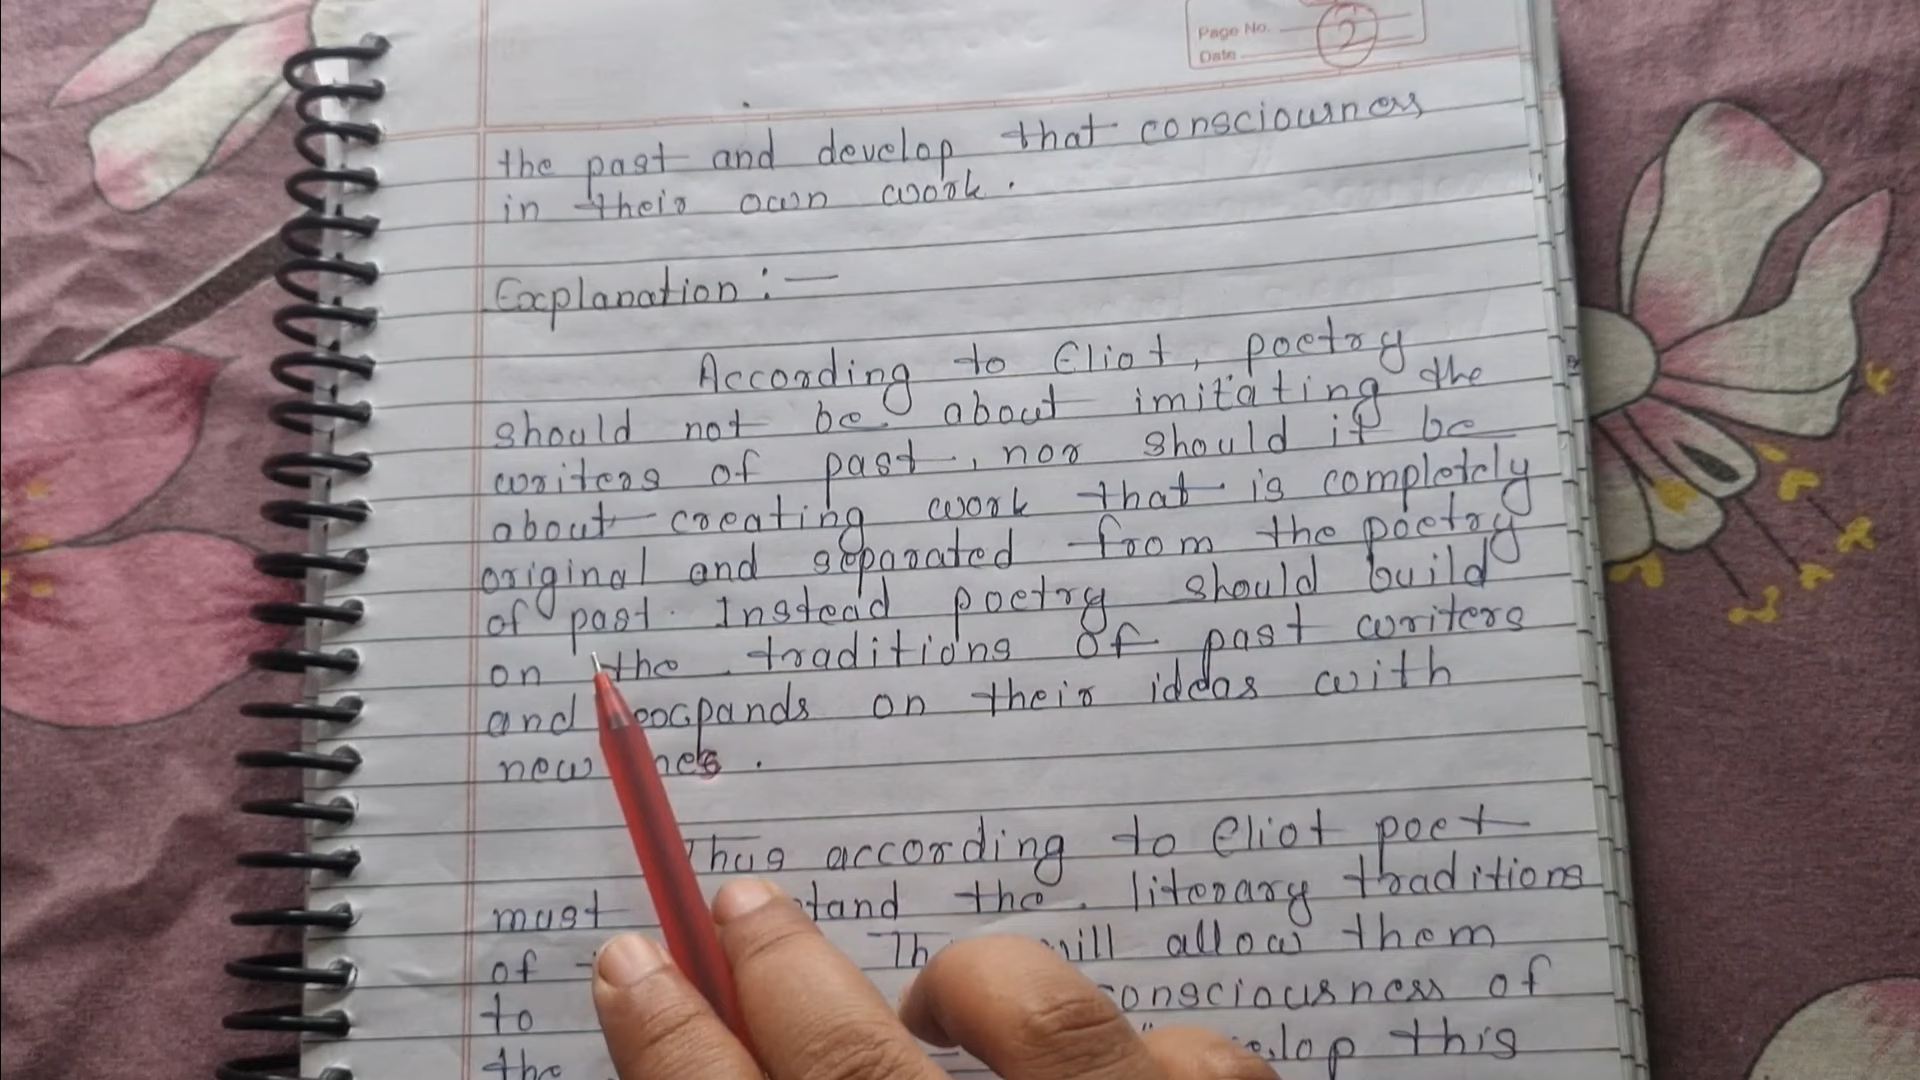 Page No.
2
Date
the past and develop that consciousness
in their own work.
Explanation :—
According to Eliot, poetry
should not be about imitating the
writers of past, nor should it be
about creating work that is completely
original and separated from the poetry
of past. Instead poetry should build
on the traditions of past writers
and expands on their ideas with
new ones.
Thus according to Eliot poet
must the literary traditions
of will allow them
to consciousness of
the this